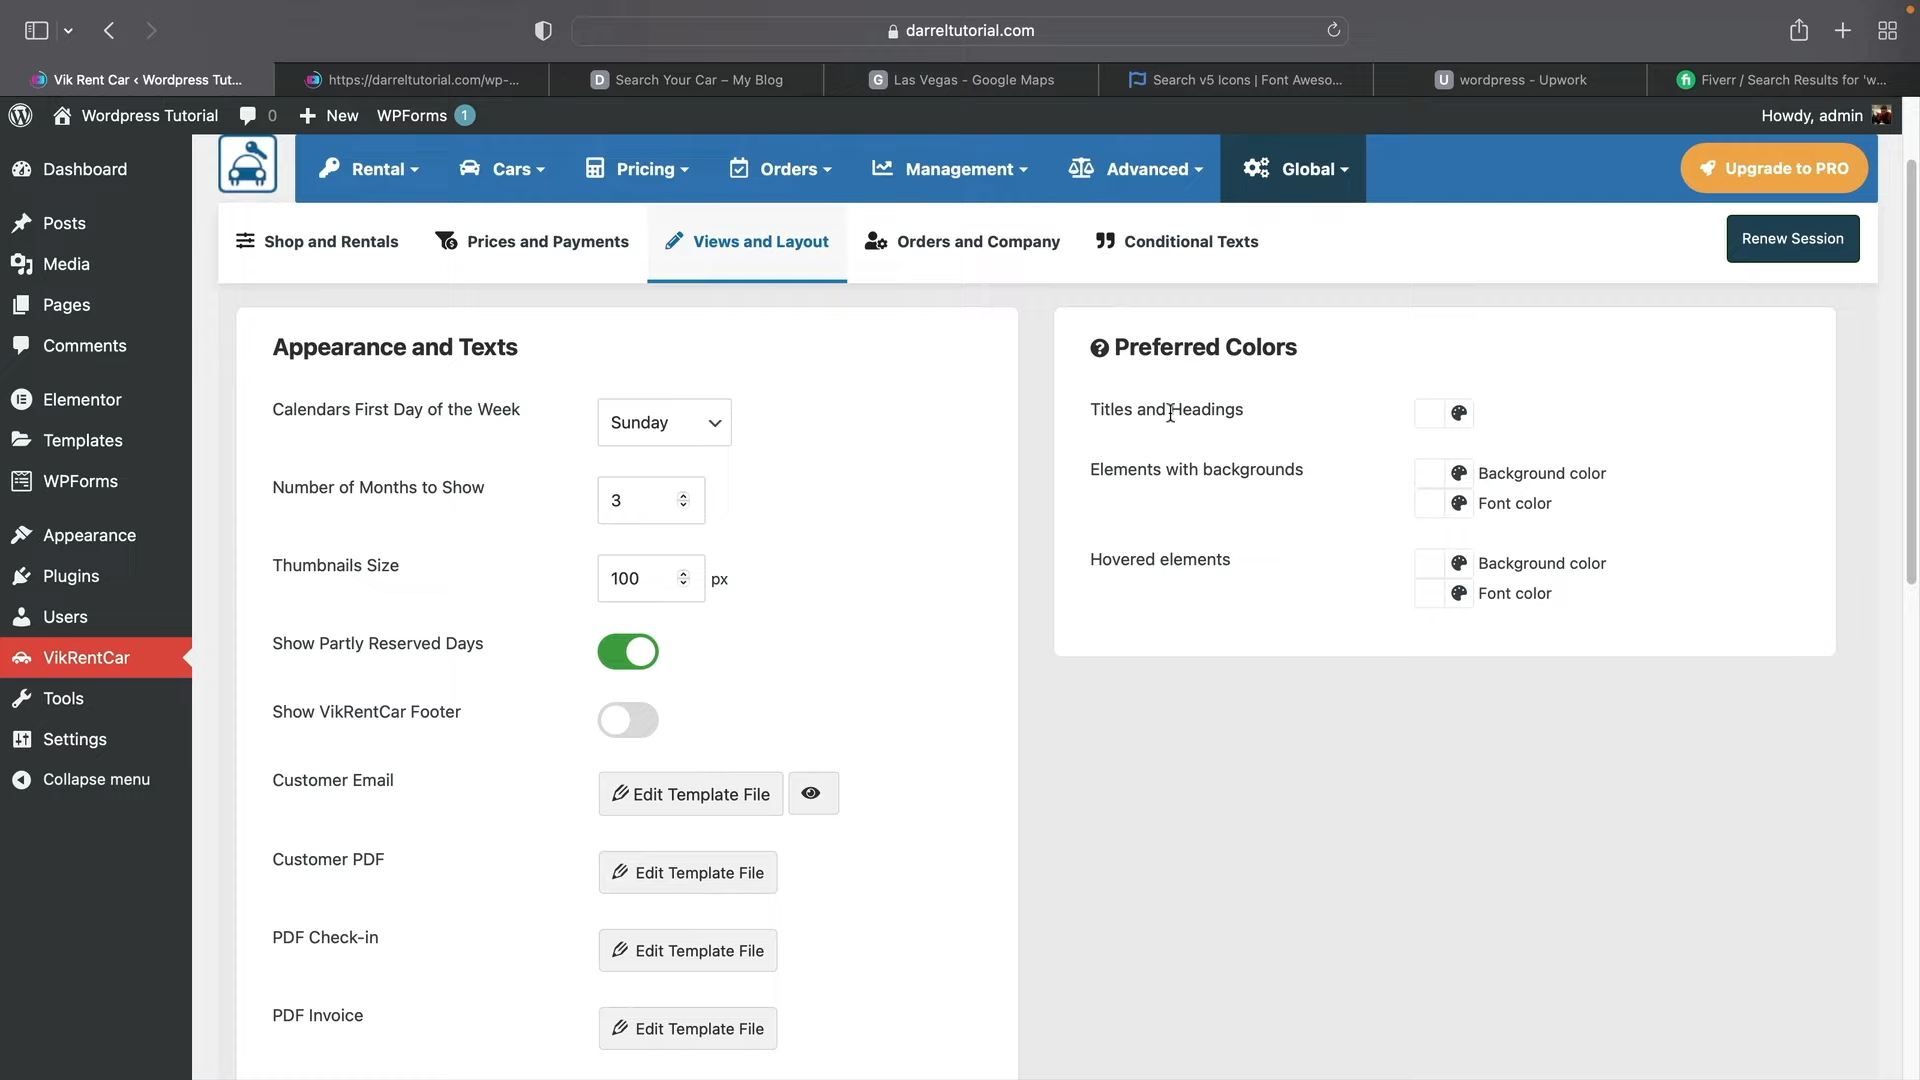 darreltutorial.com
Vik Rent Car ‹ Wordpress Tut...
https://darreltutorial.com/wp-...
D Search Your Car – My Blog
G Las Vegas - Google Maps
Search v5 Icons | Font Aweso...
U wordpress - Upwork
fi Fiverr / Search Results for 'w...
Wordpress Tutorial
0
New
WPForms 1
Howdy, admin
Dashboard
Posts
Media
Pages
Comments
Elementor
Templates
WPForms
Appearance
Plugins
Users
VikRentCar
Tools
Settings
Collapse menu
Rental
Cars
Pricing
Orders
Management
Advanced
Global
Upgrade to PRO
Shop and Rentals
Prices and Payments
Views and Layout
Orders and Company
Conditional Texts
Renew Session
Appearance and Texts
Calendars First Day of the Week
Sunday
Number of Months to Show
3
Thumbnails Size
100 px
Show Partly Reserved Days
Show VikRentCar Footer
Customer Email
Edit Template File
Customer PDF
Edit Template File
PDF Check-in
Edit Template File
PDF Invoice
Edit Template File
? Preferred Colors
Titles and Headings
Elements with backgrounds
Background color
Font color
Hovered elements
Background color
Font color